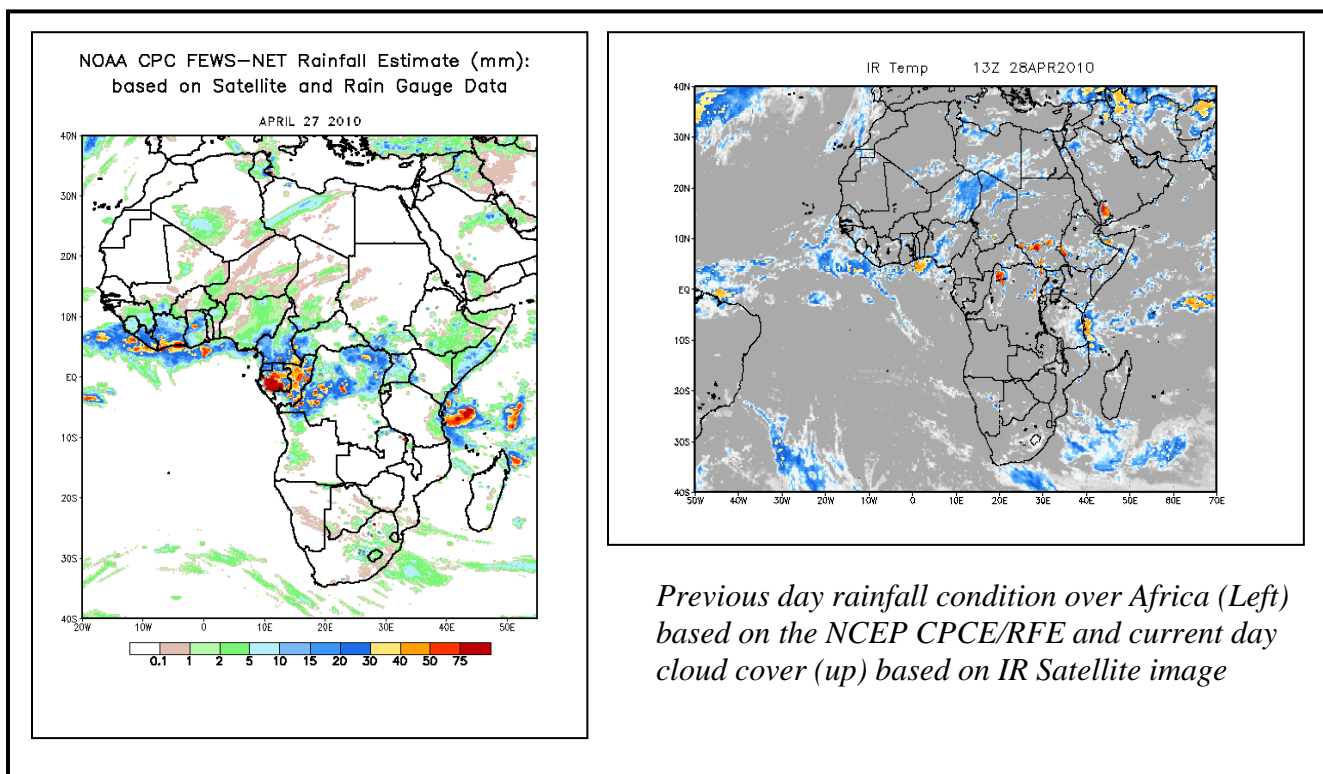 NOAA CPC FEWS-NET Rainfall Estimate (mm):
based on Satellite and Rain Gauge Data
APRIL 27 2010
40N
30N
20N
10N
EQ
10S
20S
30S
40S
20W 10W 0 10E 20E 30E 40E 50E
0.1 1 2 5 10 15 20 30 40 50 75
IR Temp 13Z 28APR2010
40N
30N
20N
10N
EQ
10S
20S
30S
40S
50W 40W 30W 20W 10W 0 10E 20E 30E 40E 50E 60E 70E
Previous day rainfall condition over Africa (Left)
based on the NCEP CPCE/RFE and current day
cloud cover (up) based on IR Satellite image